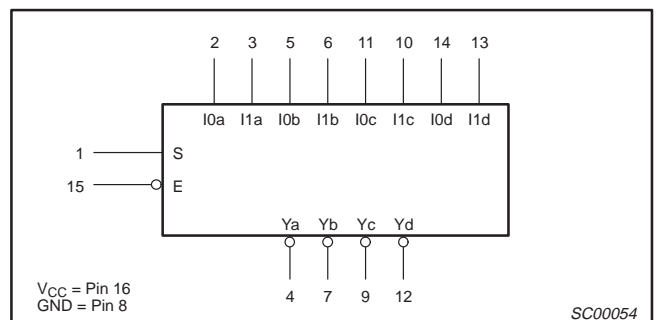 2 3 5 6 11 10 14 13
I0a I1a I0b I1b I0c I1c I0d I1d
1 S
15 E
Ya Yb Yc Yd
4 7 9 12
VCC = Pin 16
GND = Pin 8
SC00054